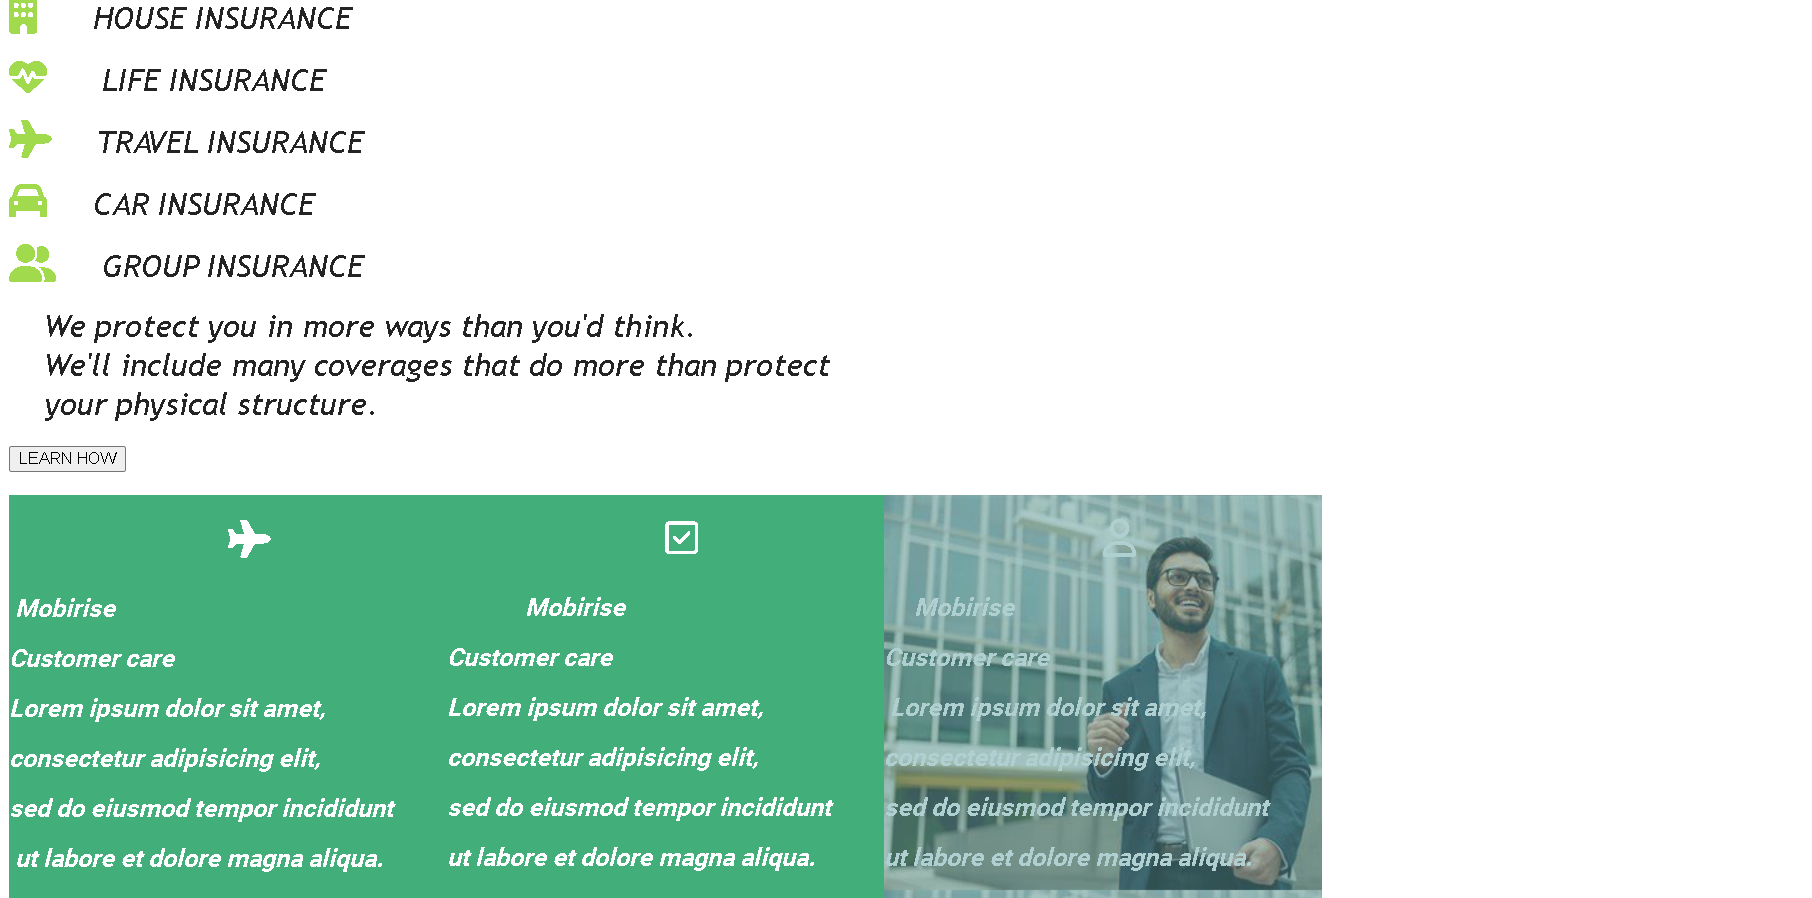 HOUSE INSURANCE
LIFE INSURANCE
TRAVEL INSURANCE
CAR INSURANCE
GROUP INSURANCE
We protect you in more ways than you'd think.
We'll include many coverages that do more than protect
your physical structure.
LEARN HOW
Mobirise
Customer care
Lorem ipsum dolor sit amet,
consectetur adipisicing elit,
sed do eiusmod tempor incididunt
ut labore et dolore magna aliqua.
Mobirise
Customer care
Lorem ipsum dolor sit amet,
consectetur adipisicing elit,
sed do eiusmod tempor incididunt
ut labore et dolore magna aliqua.
Mobirise
Customer care
Lorem ipsum dolor sit amet,
consectetur adipisicing elit,
sed do eiusmod tempor incididunt
ut labore et dolore magna aliqua.